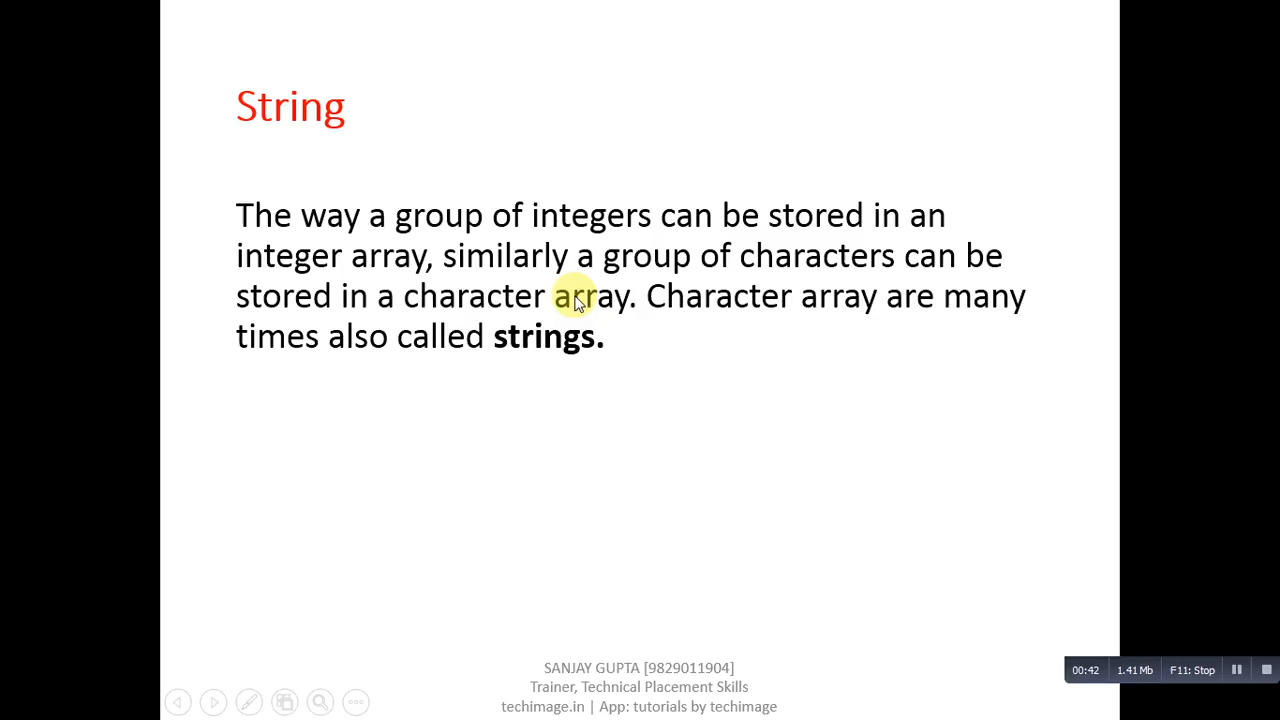 String
The way a group of integers can be stored in an
integer array, similarly a group of characters can be
stored in a character array. Character array are many
times also called strings.
SANJAY GUPTA [9829011904]
Trainer, Technical Placement Skills
techimage.in | App: tutorials by techimage
00:42 1.41 Mb F11: Stop